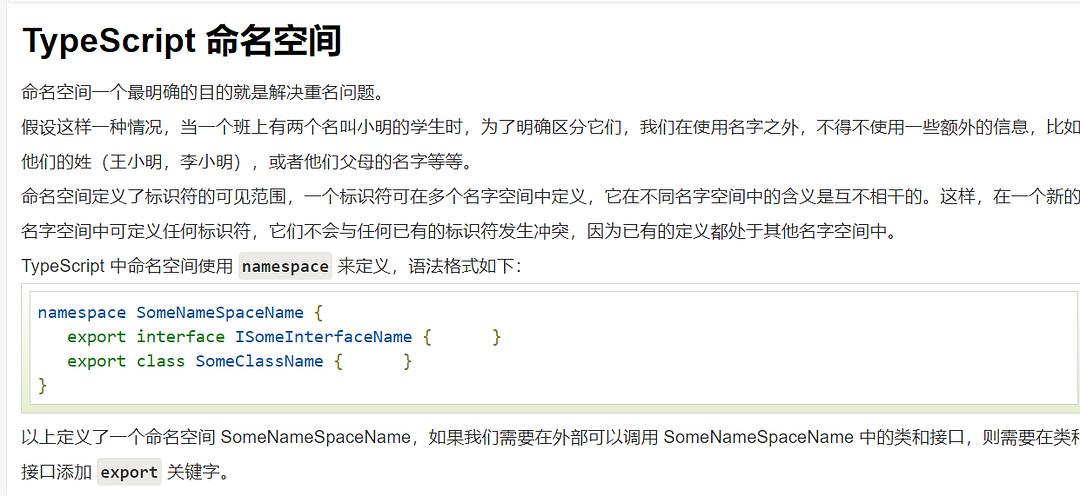 TypeScript 命名空间
命名空间一个最明确的目的就是解决重名问题。
假设这样一种情况，当一个班上有两个名叫小明的学生时，为了明确区分它们，我们在使用名字之外，不得不使用一些额外的信息，比如
他们的姓（王小明，李小明），或者他们父母的名字等等。
命名空间定义了标识符的可见范围，一个标识符可在多个名字空间中定义，它在不同名字空间中的含义是互不相干的。这样，在一个新的
名字空间中可定义任何标识符，它们不会与任何已有的标识符发生冲突，因为已有的定义都处于其他名字空间中。
TypeScript 中命名空间使用 namespace 来定义，语法格式如下：
namespace SomeNameSpaceName {
   export interface ISomeInterfaceName {      }
   export class SomeClassName {      }
}
以上定义了一个命名空间 SomeNameSpaceName，如果我们需要在外部可以调用 SomeNameSpaceName 中的类和接口，则需要在类和
接口添加 export 关键字。